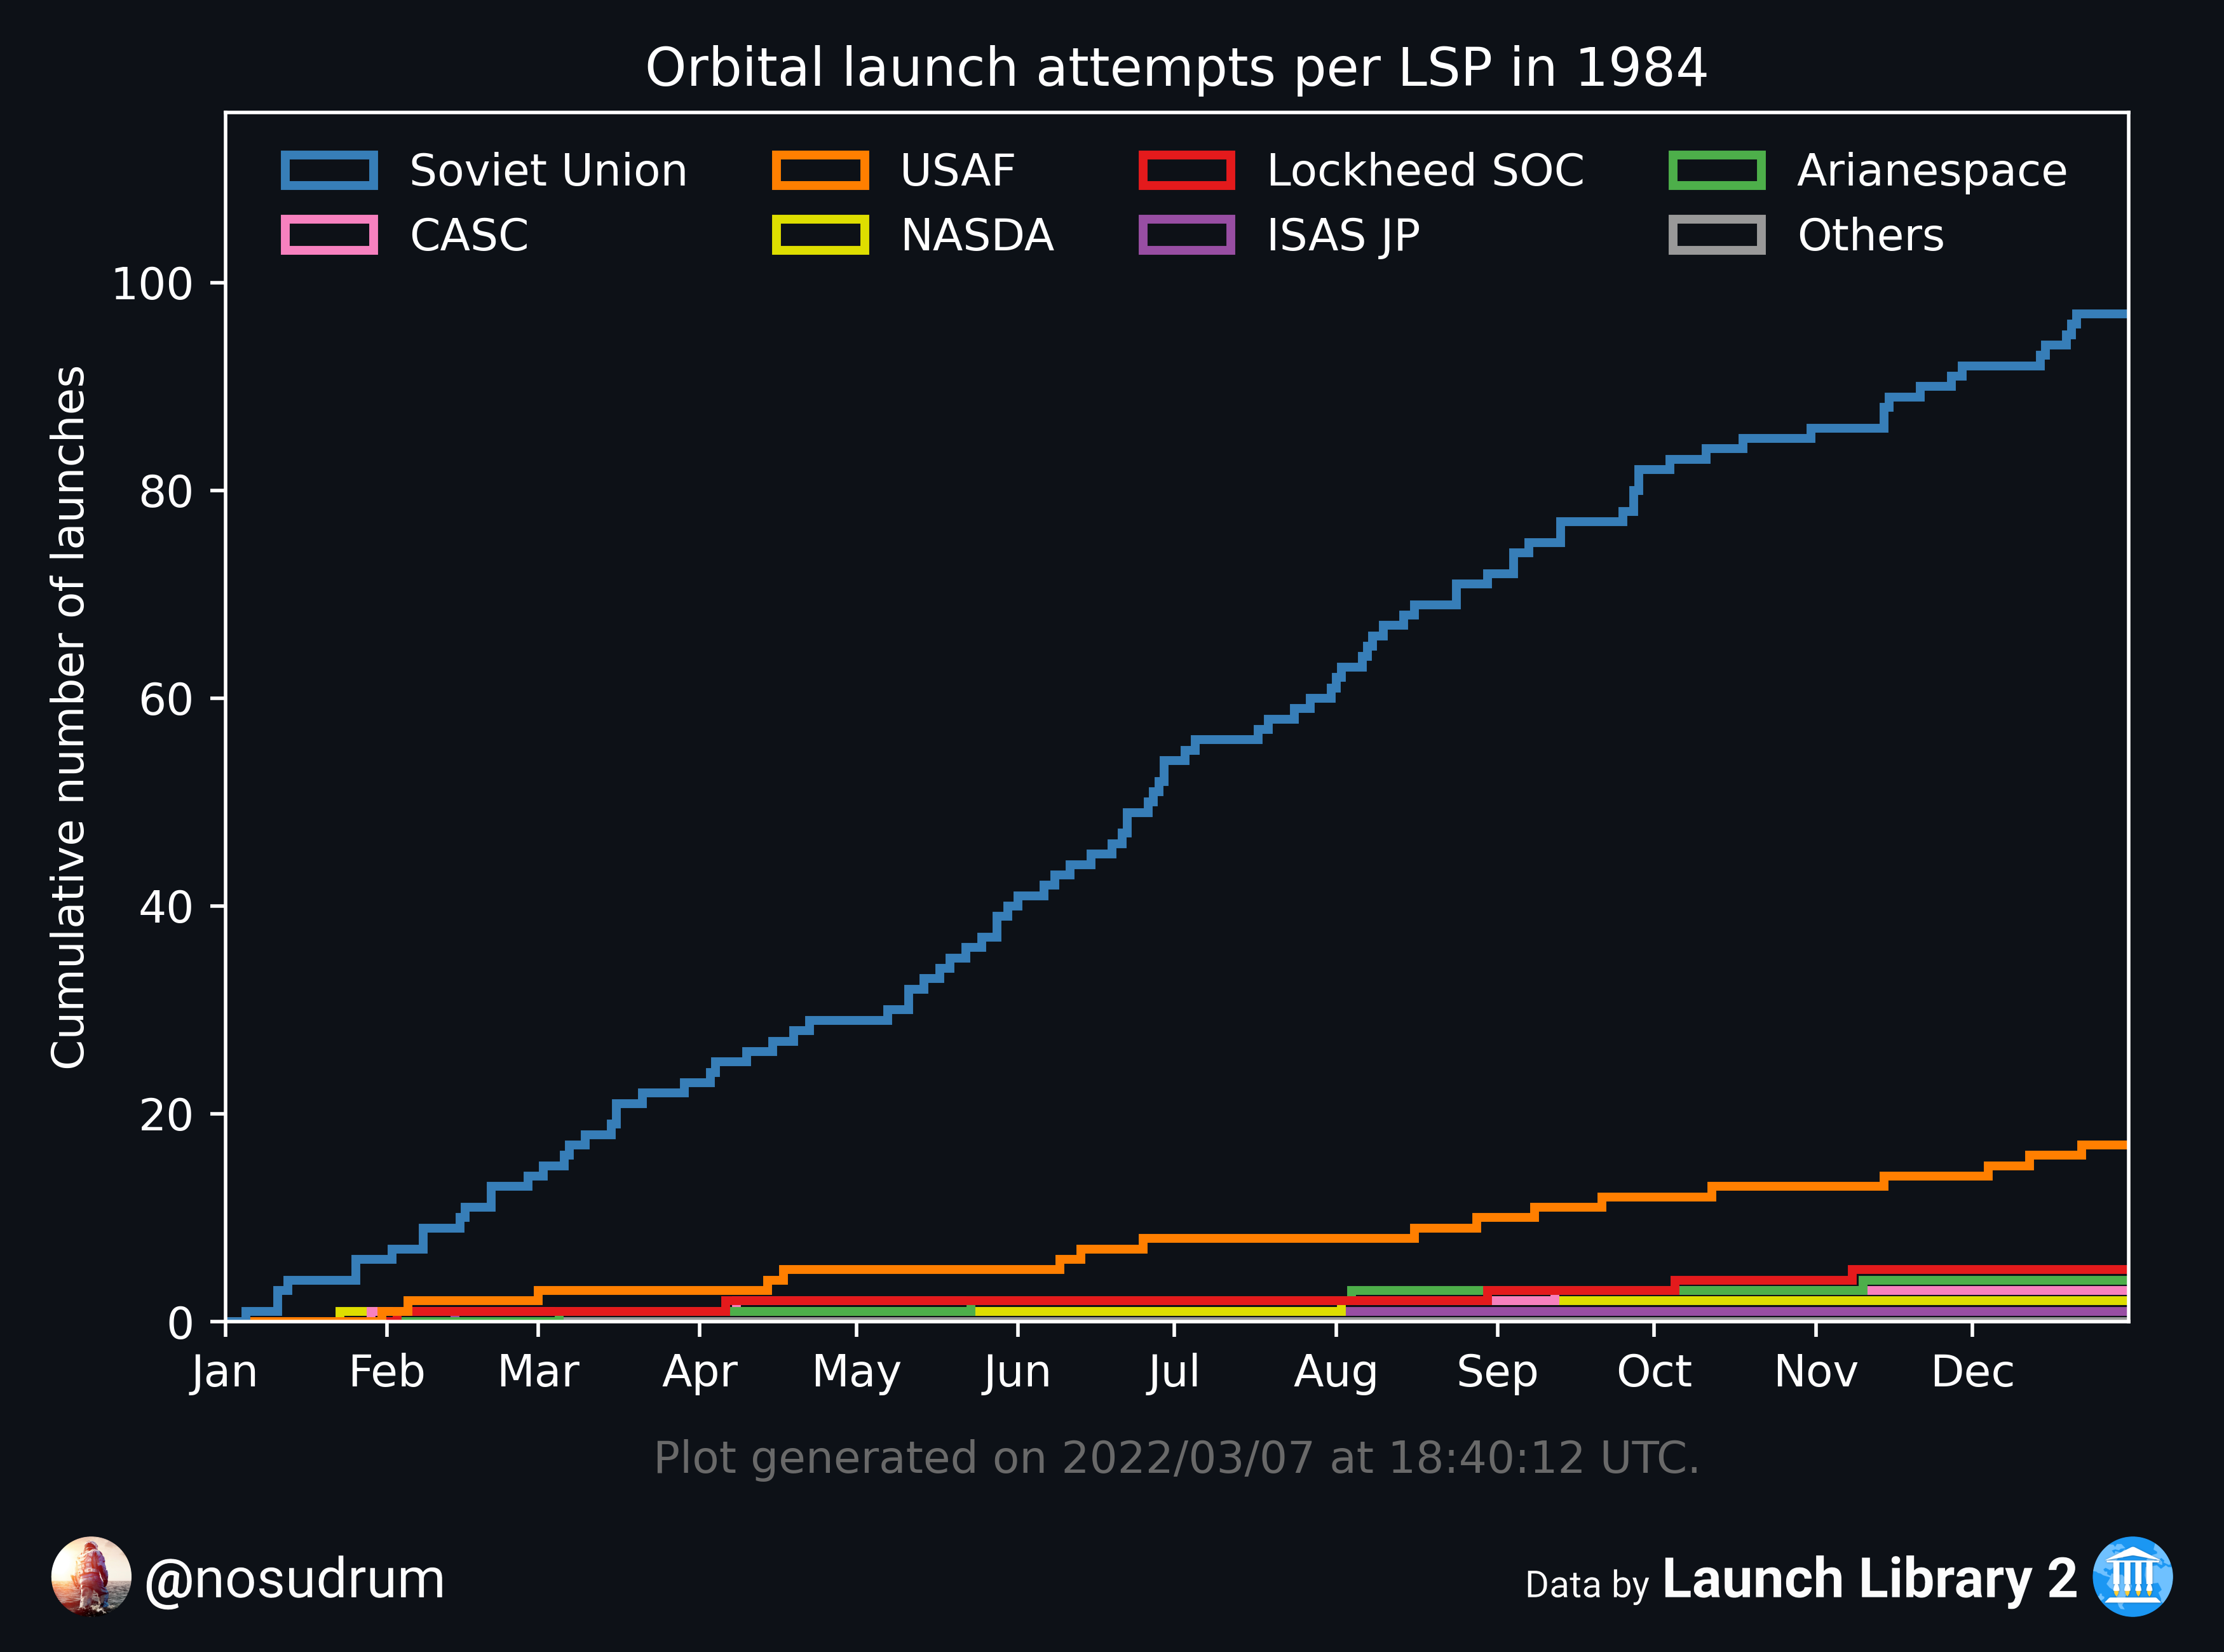 Orbital launch attempts per LSP in 1984
Soviet Union USAF Lockheed SOC Arianespace
CASC NASDA ISAS JP Others
Cumulative number of launches
100
80
60
40
20
0
Jan Feb Mar Apr May Jun Jul Aug Sep Oct Nov Dec
Plot generated on 2022/03/07 at 18:40:12 UTC.
@nosudrum Data by Launch Library 2